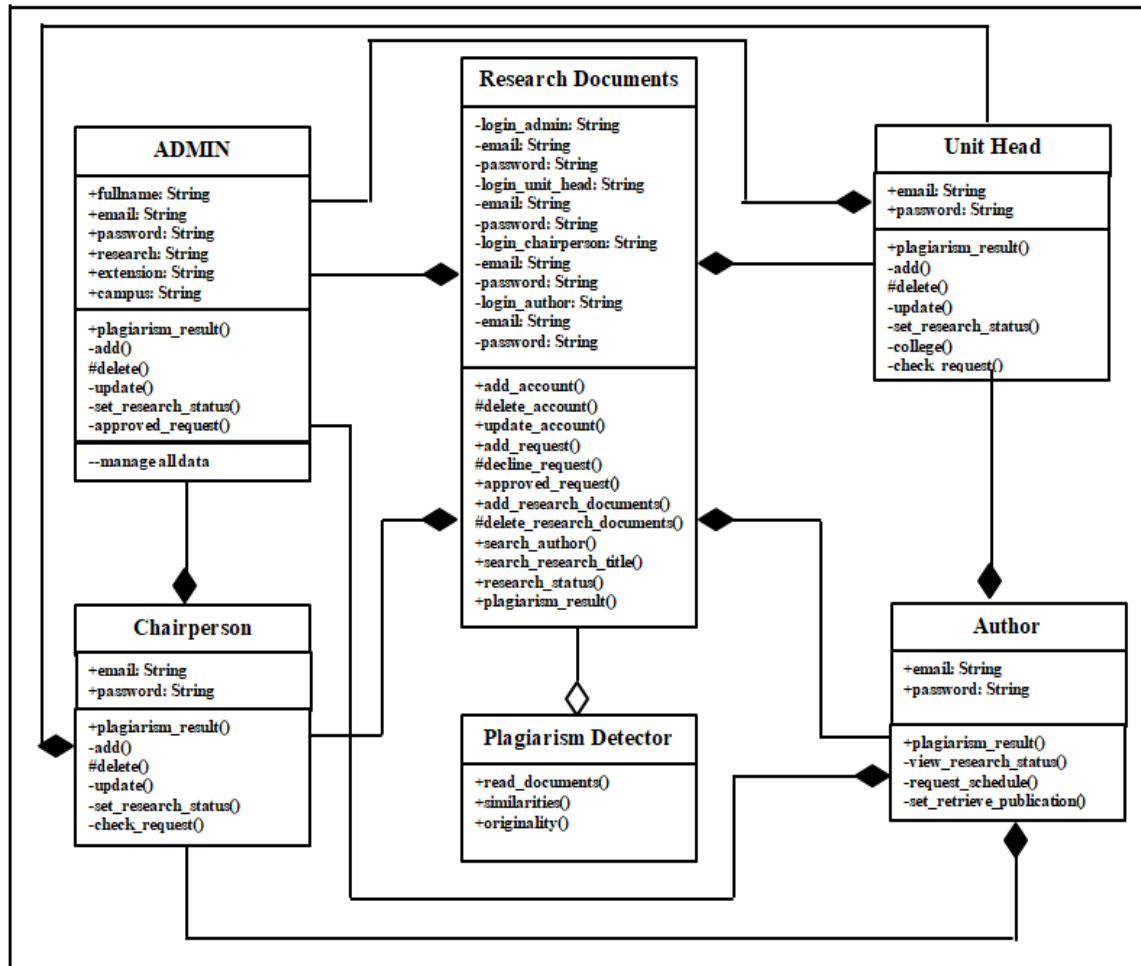 ADMIN
+fullname: String
+email: String
+password: String
+research: String
+extension: String
+campus: String
+plagiarism_result()
-add()
#delete()
-update()
-set_research_status()
-approved_request()
--manage all data
Research Documents
-login_admin: String
-email: String
-password: String
-login_unit_head: String
-email: String
-password: String
-login_chairperson: String
-email: String
-password: String
-login_author: String
-email: String
-password: String
+add_account()
#delete_account()
+update_account()
+add_request()
#decline_request()
+approved_request()
+add_research_documents()
#delete_research_documents()
+search_author()
+search_research_title()
+research_status()
+plagiarism_result()
Unit Head
+email: String
+password: String
+plagiarism_result()
-add()
#delete()
-update()
-set_research_status()
-college()
-check_request()
Chairperson
+email: String
+password: String
+plagiarism_result()
-add()
#delete()
-update()
-set_research_status()
-check_request()
Plagiarism Detector
+read_documents()
+similarities()
+originality()
Author
+email: String
+password: String
+plagiarism_result()
-view_research_status()
-request_schedule()
-set_retrieve_publication()